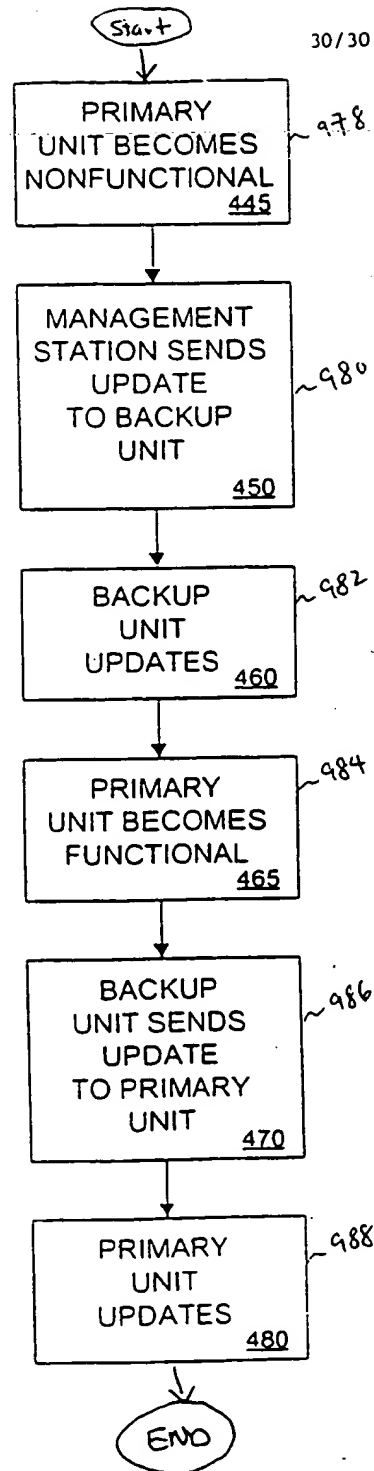 Start
30/30
PRIMARY
UNIT BECOMES
NONFUNCTIONAL
445
978
MANAGEMENT
STATION SENDS
UPDATE
TO BACKUP
UNIT
450
980
BACKUP
UNIT
UPDATES
460
982
PRIMARY
UNIT BECOMES
FUNCTIONAL
465
984
BACKUP
UNIT SENDS
UPDATE
TO PRIMARY
UNIT
470
986
PRIMARY
UNIT
UPDATES
480
988
END